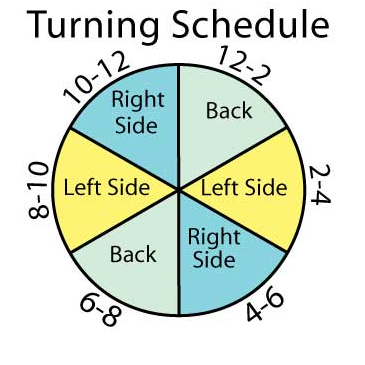 Turning Schedule
10-12
12-2
Right
Side
Back
8-10
Left Side
Left Side
2-4
Back
Right
Side
6-8
4-6